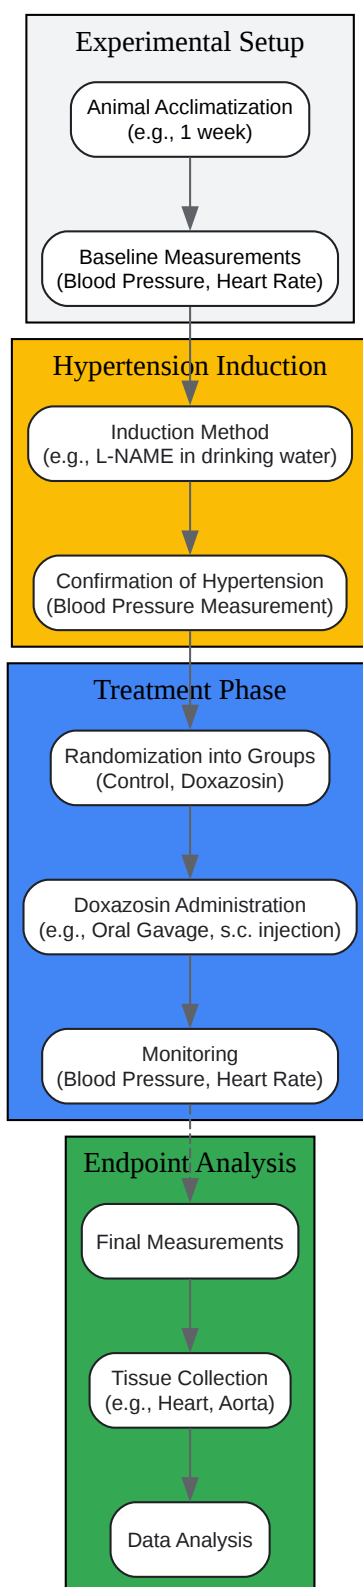 Experimental Setup
Animal Acclimatization
(e.g., 1 week)
Baseline Measurements
(Blood Pressure, Heart Rate)
Hypertension Induction
Induction Method
(e.g., L-NAME in drinking water)
Confirmation of Hypertension
(Blood Pressure Measurement)
Treatment Phase
Randomization into Groups
(Control, Doxazosin)
Doxazosin Administration
(e.g., Oral Gavage, s.c. injection)
Monitoring
(Blood Pressure, Heart Rate)
Endpoint Analysis
Final Measurements
Tissue Collection
(e.g., Heart, Aorta)
Data Analysis